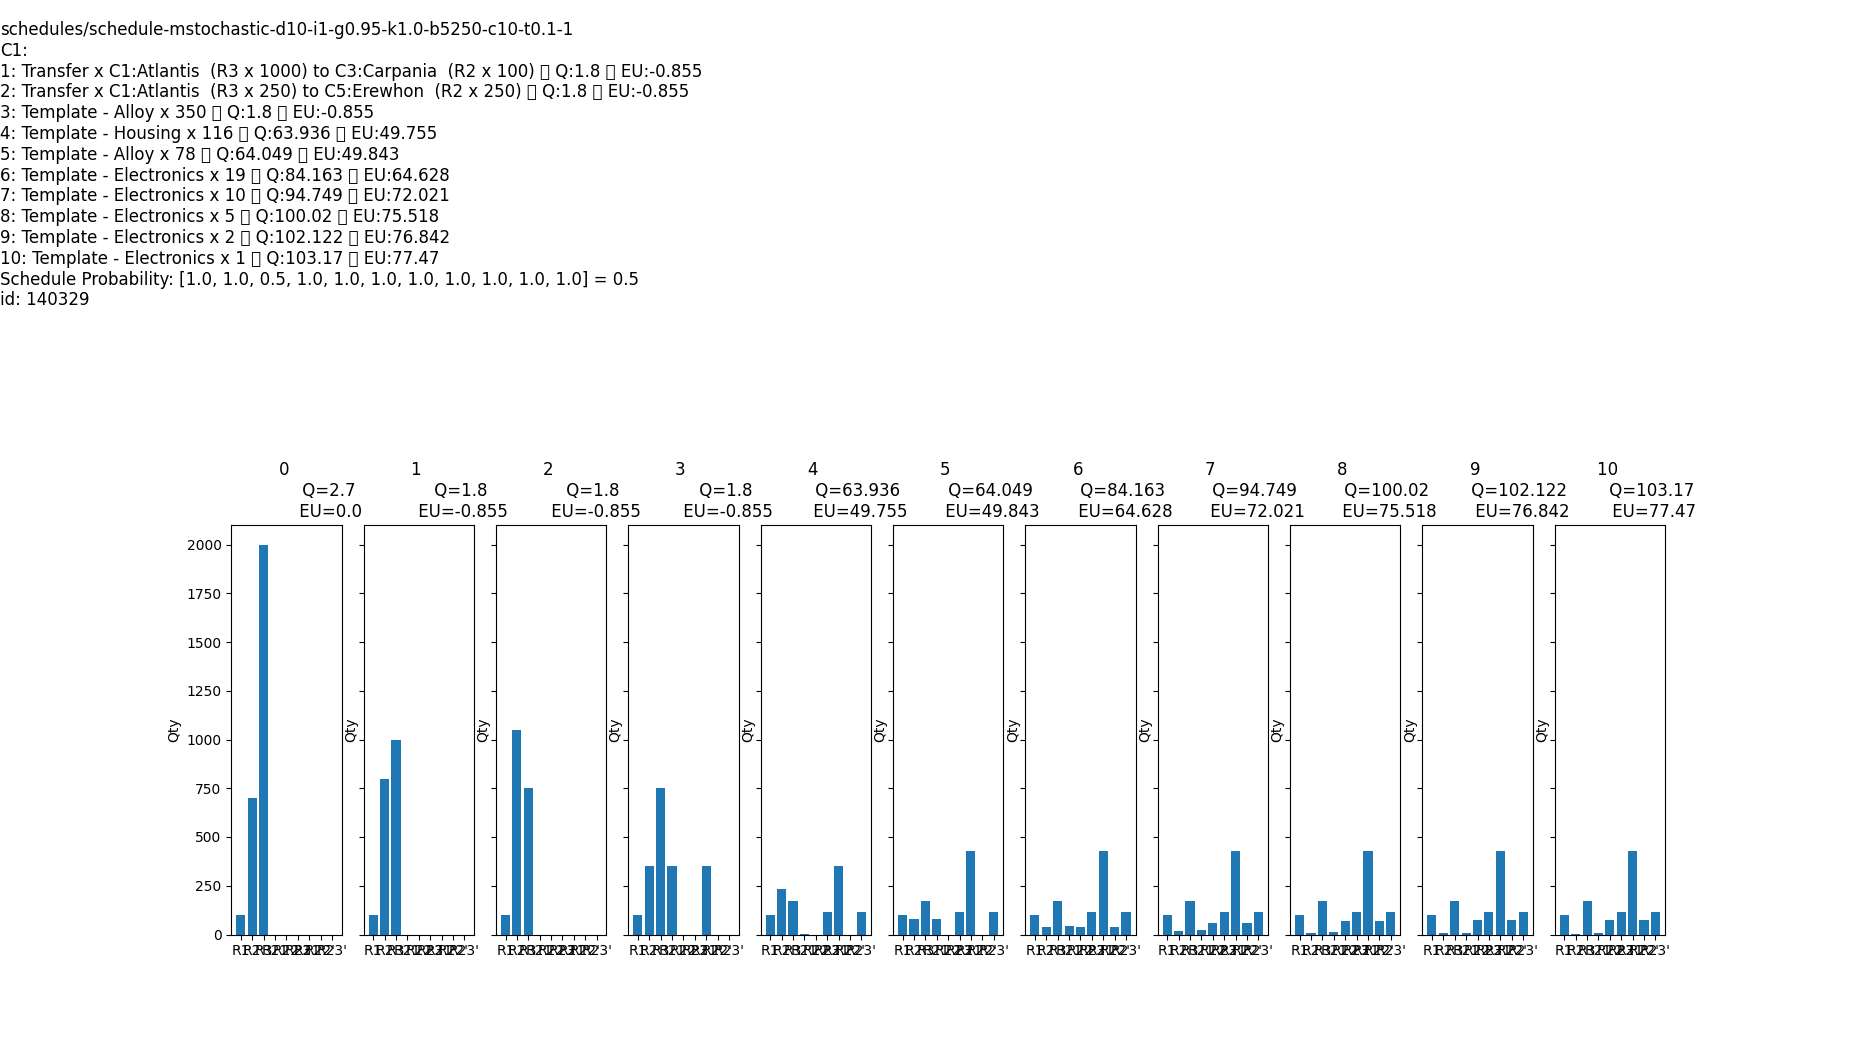 schedules/schedule-mstochastic-d10-i1-g0.95-k1.0-b5250-c10-t0.1-1
C1:
1: Transfer x C1:Atlantis  (R3 x 1000) to C3:Carpania  (R2 x 100) ▯ Q:1.8 ▯ EU:-0.855
2: Transfer x C1:Atlantis  (R3 x 250) to C5:Erewhon  (R2 x 250) ▯ Q:1.8 ▯ EU:-0.855
3: Template - Alloy x 350 ▯ Q:1.8 ▯ EU:-0.855
4: Template - Housing x 116 ▯ Q:63.936 ▯ EU:49.755
5: Template - Alloy x 78 ▯ Q:64.049 ▯ EU:49.843
6: Template - Electronics x 19 ▯ Q:84.163 ▯ EU:64.628
7: Template - Electronics x 10 ▯ Q:94.749 ▯ EU:72.021
8: Template - Electronics x 5 ▯ Q:100.02 ▯ EU:75.518
9: Template - Electronics x 2 ▯ Q:102.122 ▯ EU:76.842
10: Template - Electronics x 1 ▯ Q:103.17 ▯ EU:77.47
Schedule Probability: [1.0, 1.0, 0.5, 1.0, 1.0, 1.0, 1.0, 1.0, 1.0, 1.0, 1.0] = 0.5
id: 140329
0 1 2 3 4 5 6 7 8 9 10
Q=2.7 Q=1.8 Q=1.8 Q=1.8 Q=63.936 Q=64.049 Q=84.163 Q=94.749 Q=100.02 Q=102.122 Q=103.17
EU=0.0 EU=-0.855 EU=-0.855 EU=-0.855 EU=49.755 EU=49.843 EU=64.628 EU=72.021 EU=75.518 EU=76.842 EU=77.47
2000
1750
1500
1250
1000
750
500
250
0
Qty Qty Qty Qty Qty Qty Qty Qty Qty Qty Qty